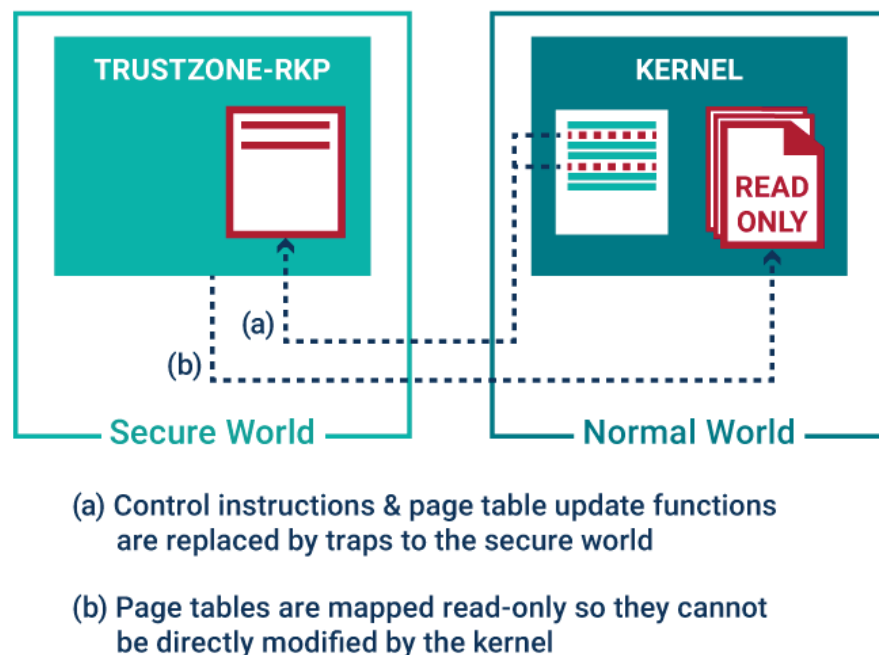 TRUSTZONE-RKP
KERNEL
READ
ONLY
(a)
(b)
Secure World
Normal World
(a) Control instructions & page table update functions
are replaced by traps to the secure world
(b) Page tables are mapped read-only so they cannot
be directly modified by the kernel